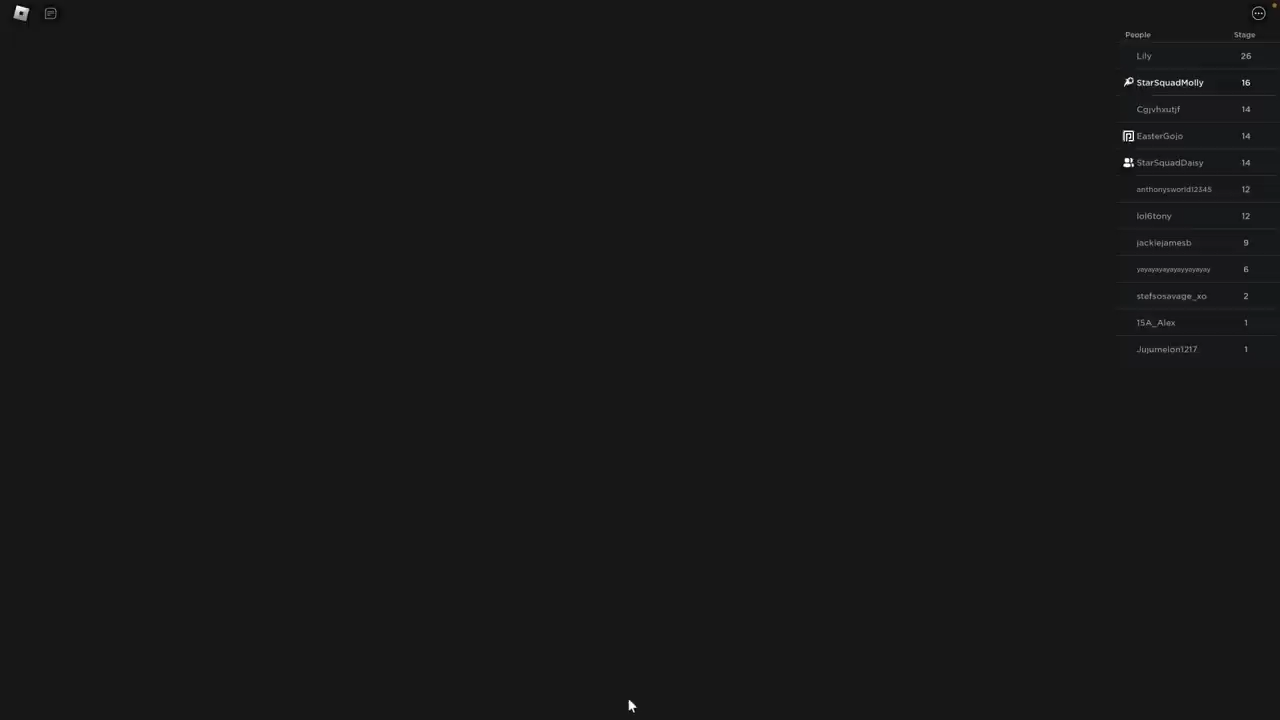 People Stage
Lily 26
StarSquadMolly 16
Cgjvhxutjf 14
EasterGojo 14
StarSquadDaisy 14
anthonysworld12345 12
lol6tony 12
jackiejamesb 9
6
stefsosavage_xo 2
1SA_Alex 1
Jujumelon1217 1